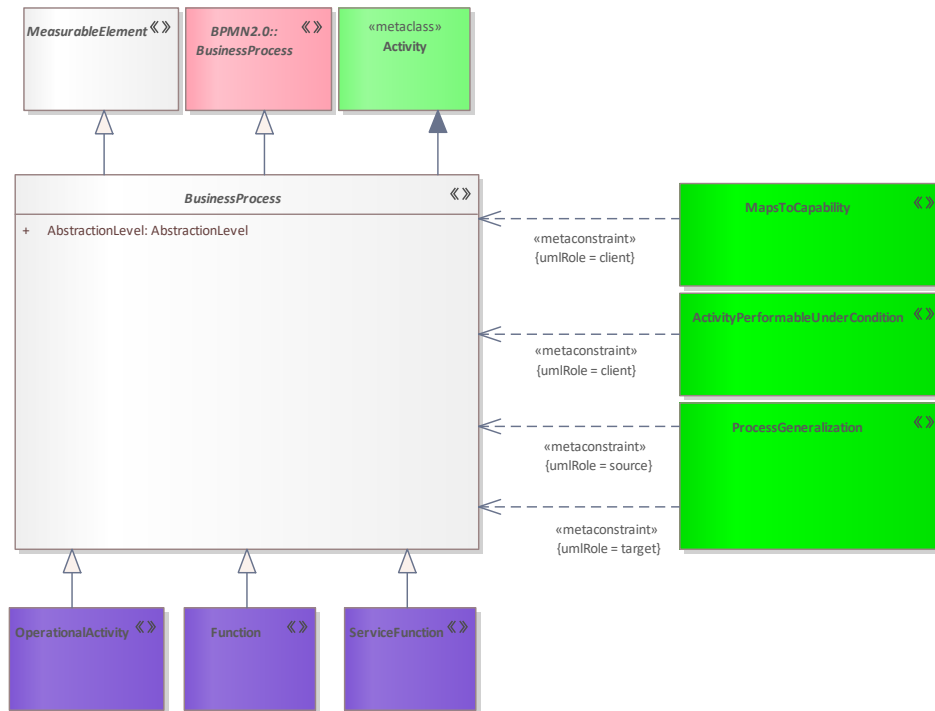 MeasurableElement «»
BPMN2.0:: «»
BusinessProcess
«metaclass»
Activity
BusinessProcess «»
+ AbstractionLevel: AbstractionLevel
MapsToCapability «»
«metaconstraint»
{umlRole = client}
ActivityPerformableUnderCondition «»
«metaconstraint»
{umlRole = client}
ProcessGeneralization «»
«metaconstraint»
{umlRole = source}
«metaconstraint»
{umlRole = target}
OperationalActivity «»
Function «»
ServiceFunction «»